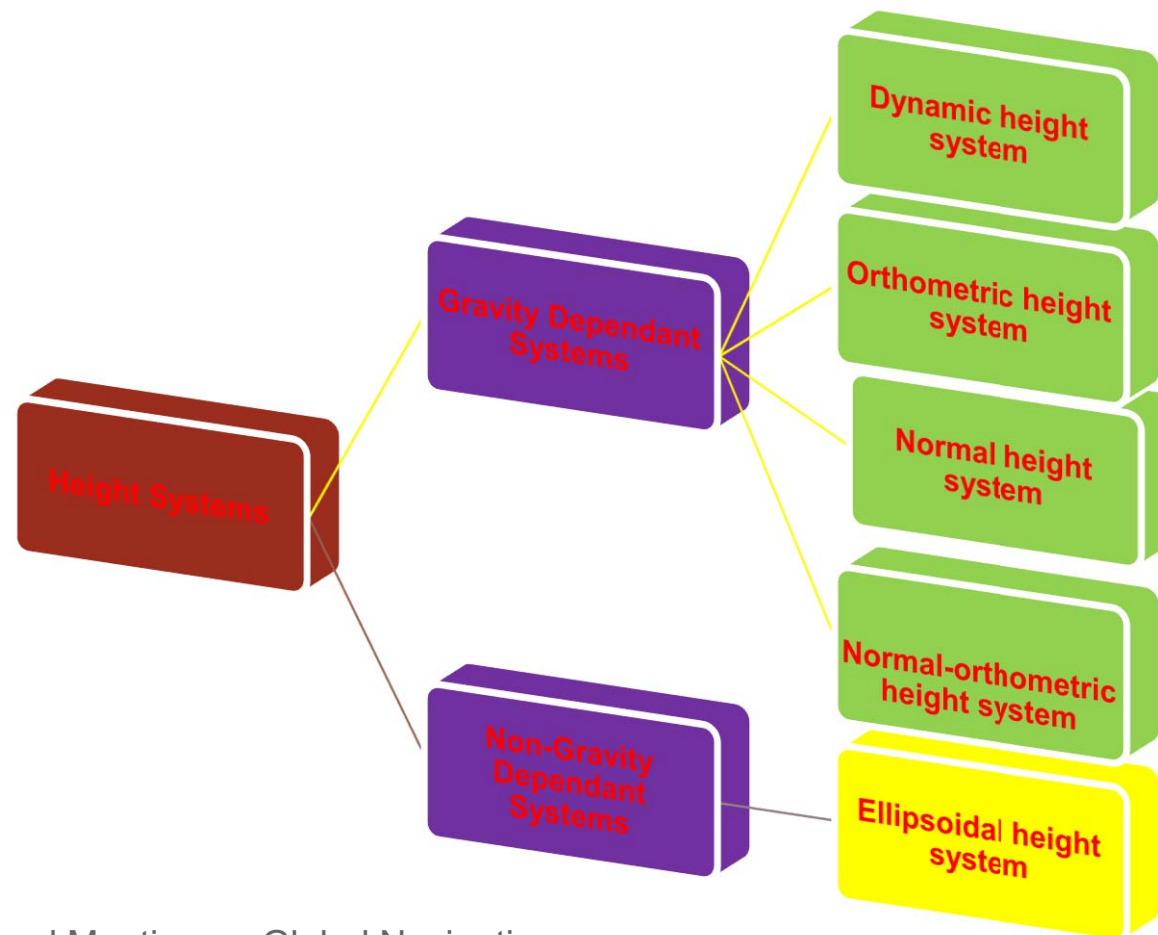 Height Systems
Gravity Dependant
Systems
Non-Gravity
Dependant
Systems
Dynamic height
system
Orthometric height
system
Normal height
system
Normal-orthometric
height system
Ellipsoidal height
system